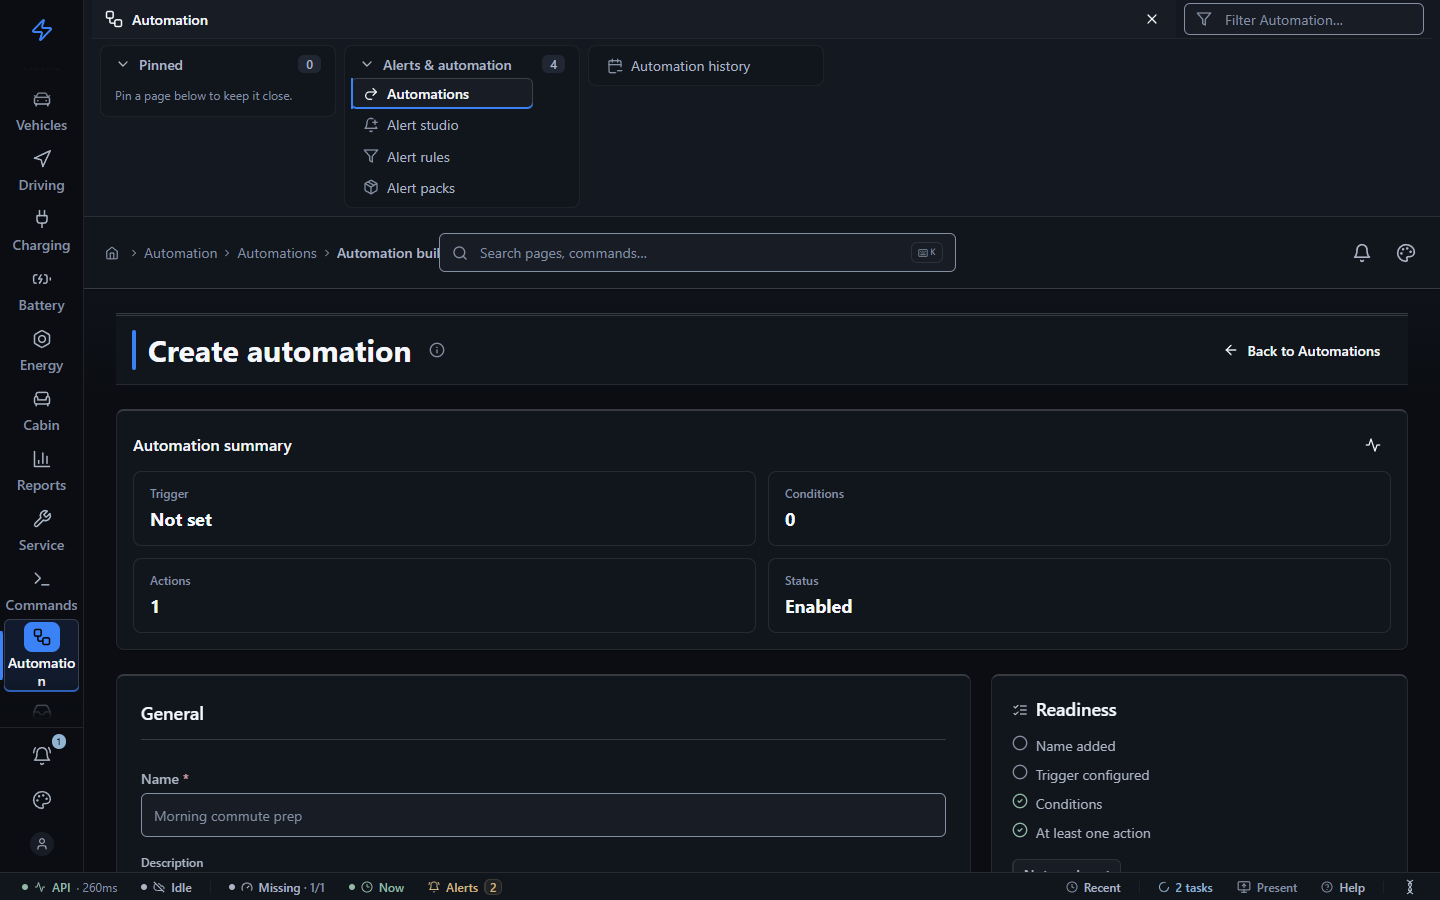 Automation
Filter Automation...
Pinned 0
Pin a page below to keep it close.
Alerts & automation 4
Automations
Alert studio
Alert rules
Alert packs
Automation history
Vehicles
Driving
Charging
Battery
Energy
Cabin
Reports
Service
Commands
Automatio
n
1
Automation
Automations
Automation buil
Search pages, commands...
K
Create automation
Back to Automations
Automation summary
Trigger
Not set
Conditions
0
Actions
1
Status
Enabled
General
Name *
Morning commute prep
Description
Readiness
Name added
Trigger configured
Conditions
At least one action
API · 260ms
Idle
Missing · 1/1
Now
Alerts 2
Recent
2 tasks
Present
Help